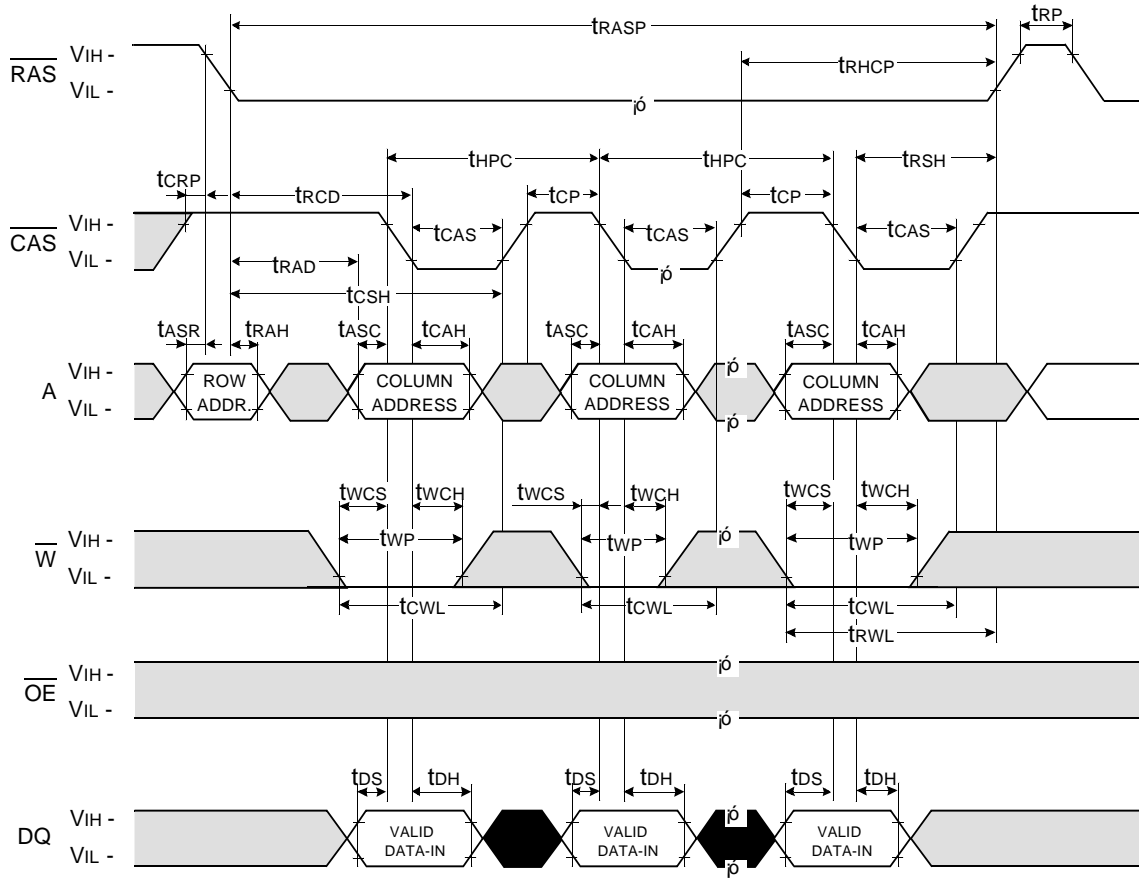 tRASP
tRP
VIH -
RAS
VIL -
tRHCP
¡ó
tHPC
tHPC
tRSH
tCRP
tRCD
tCP
tCP
VIH -
CAS
VIL -
tCAS
tCAS
tCAS
¡ó
tRAD
tCSH
tASR
tRAH
tASC
tCAH
tASC
tCAH
tASC
tCAH
VIH -
A
VIL -
ROW
ADDR.
COLUMN
ADDRESS
COLUMN
ADDRESS
¡ó
¡ó
COLUMN
ADDRESS
tWCS
tWCH
tWCS
tWCH
tWCS
tWCH
VIH -
W
VIL -
tWP
tWP
¡ó
tWP
tCWL
tCWL
tCWL
tRWL
VIH -
OE
VIL -
¡ó
¡ó
tDS
tDH
tDS
tDH
tDS
tDH
VIH -
DQ
VIL -
VALID
DATA-IN
VALID
DATA-IN
¡ó
¡ó
VALID
DATA-IN